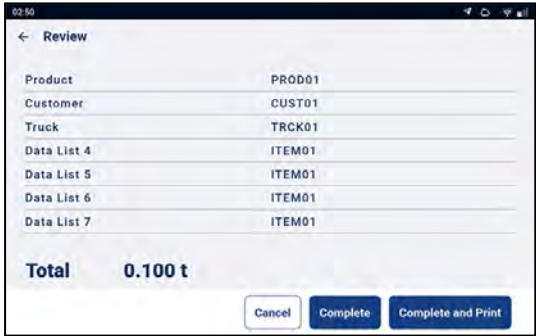 02:50
← Review
Product PROD01
Customer CUST01
Truck TRCK01
Data List 4 ITEM01
Data List 5 ITEM01
Data List 6 ITEM01
Data List 7 ITEM01
Total 0.100 t
Cancel Complete Complete and Print